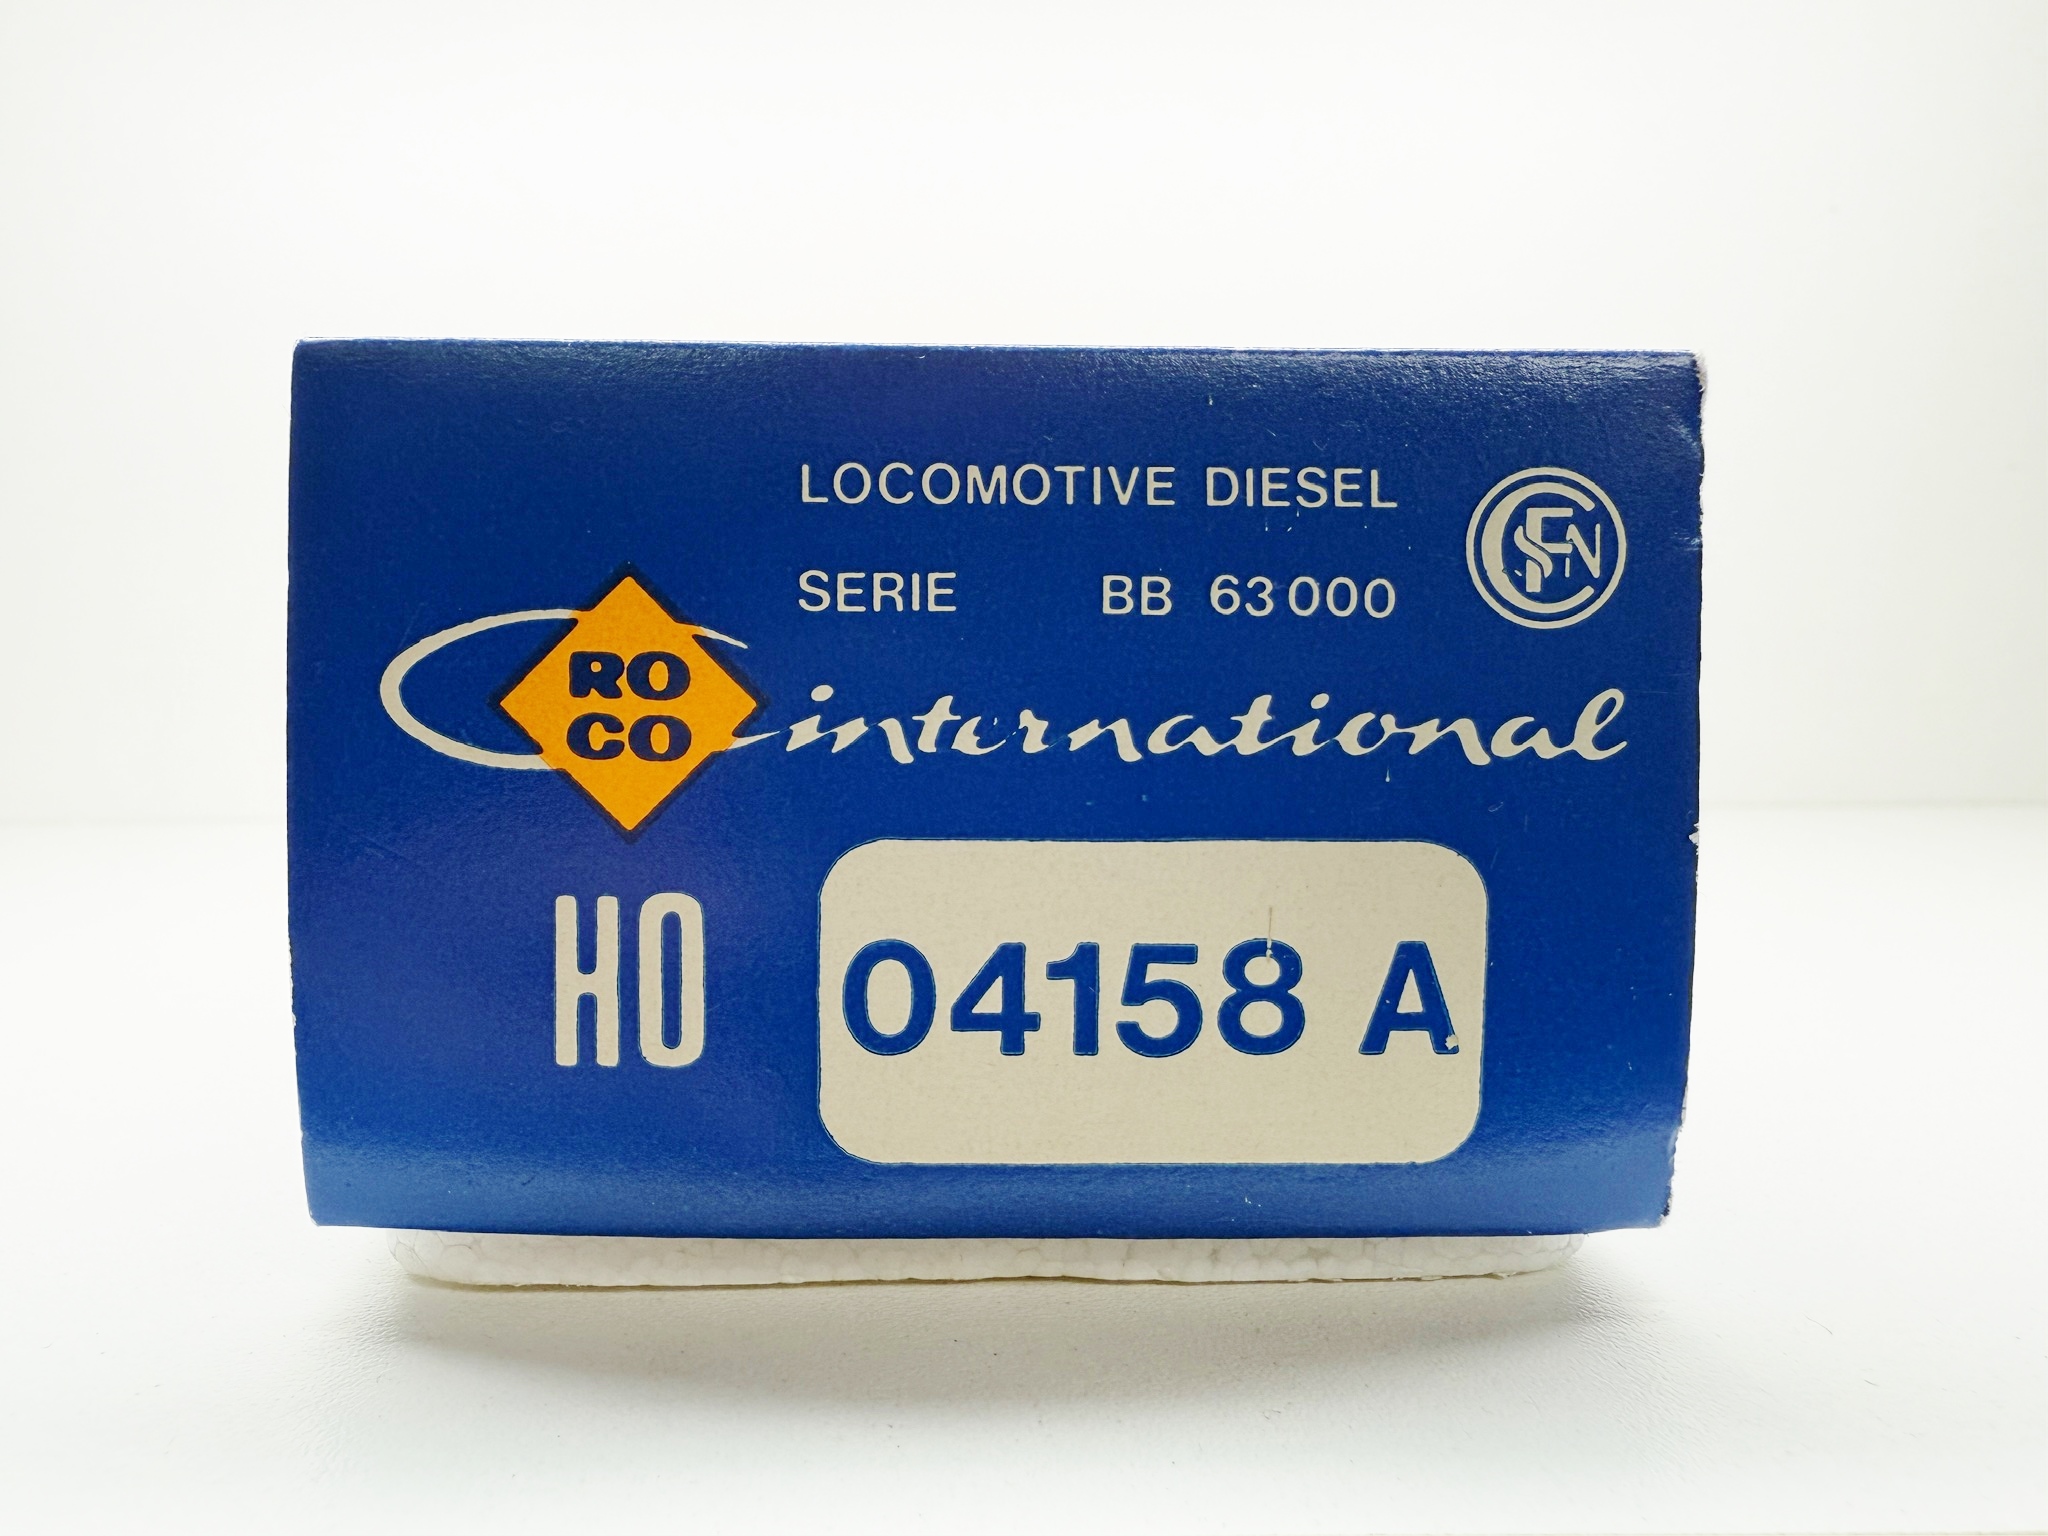 LOCOMOTIVE DIESEL
SERIE BB 63000
SNCF
RO
CO
international
HO
04158 A